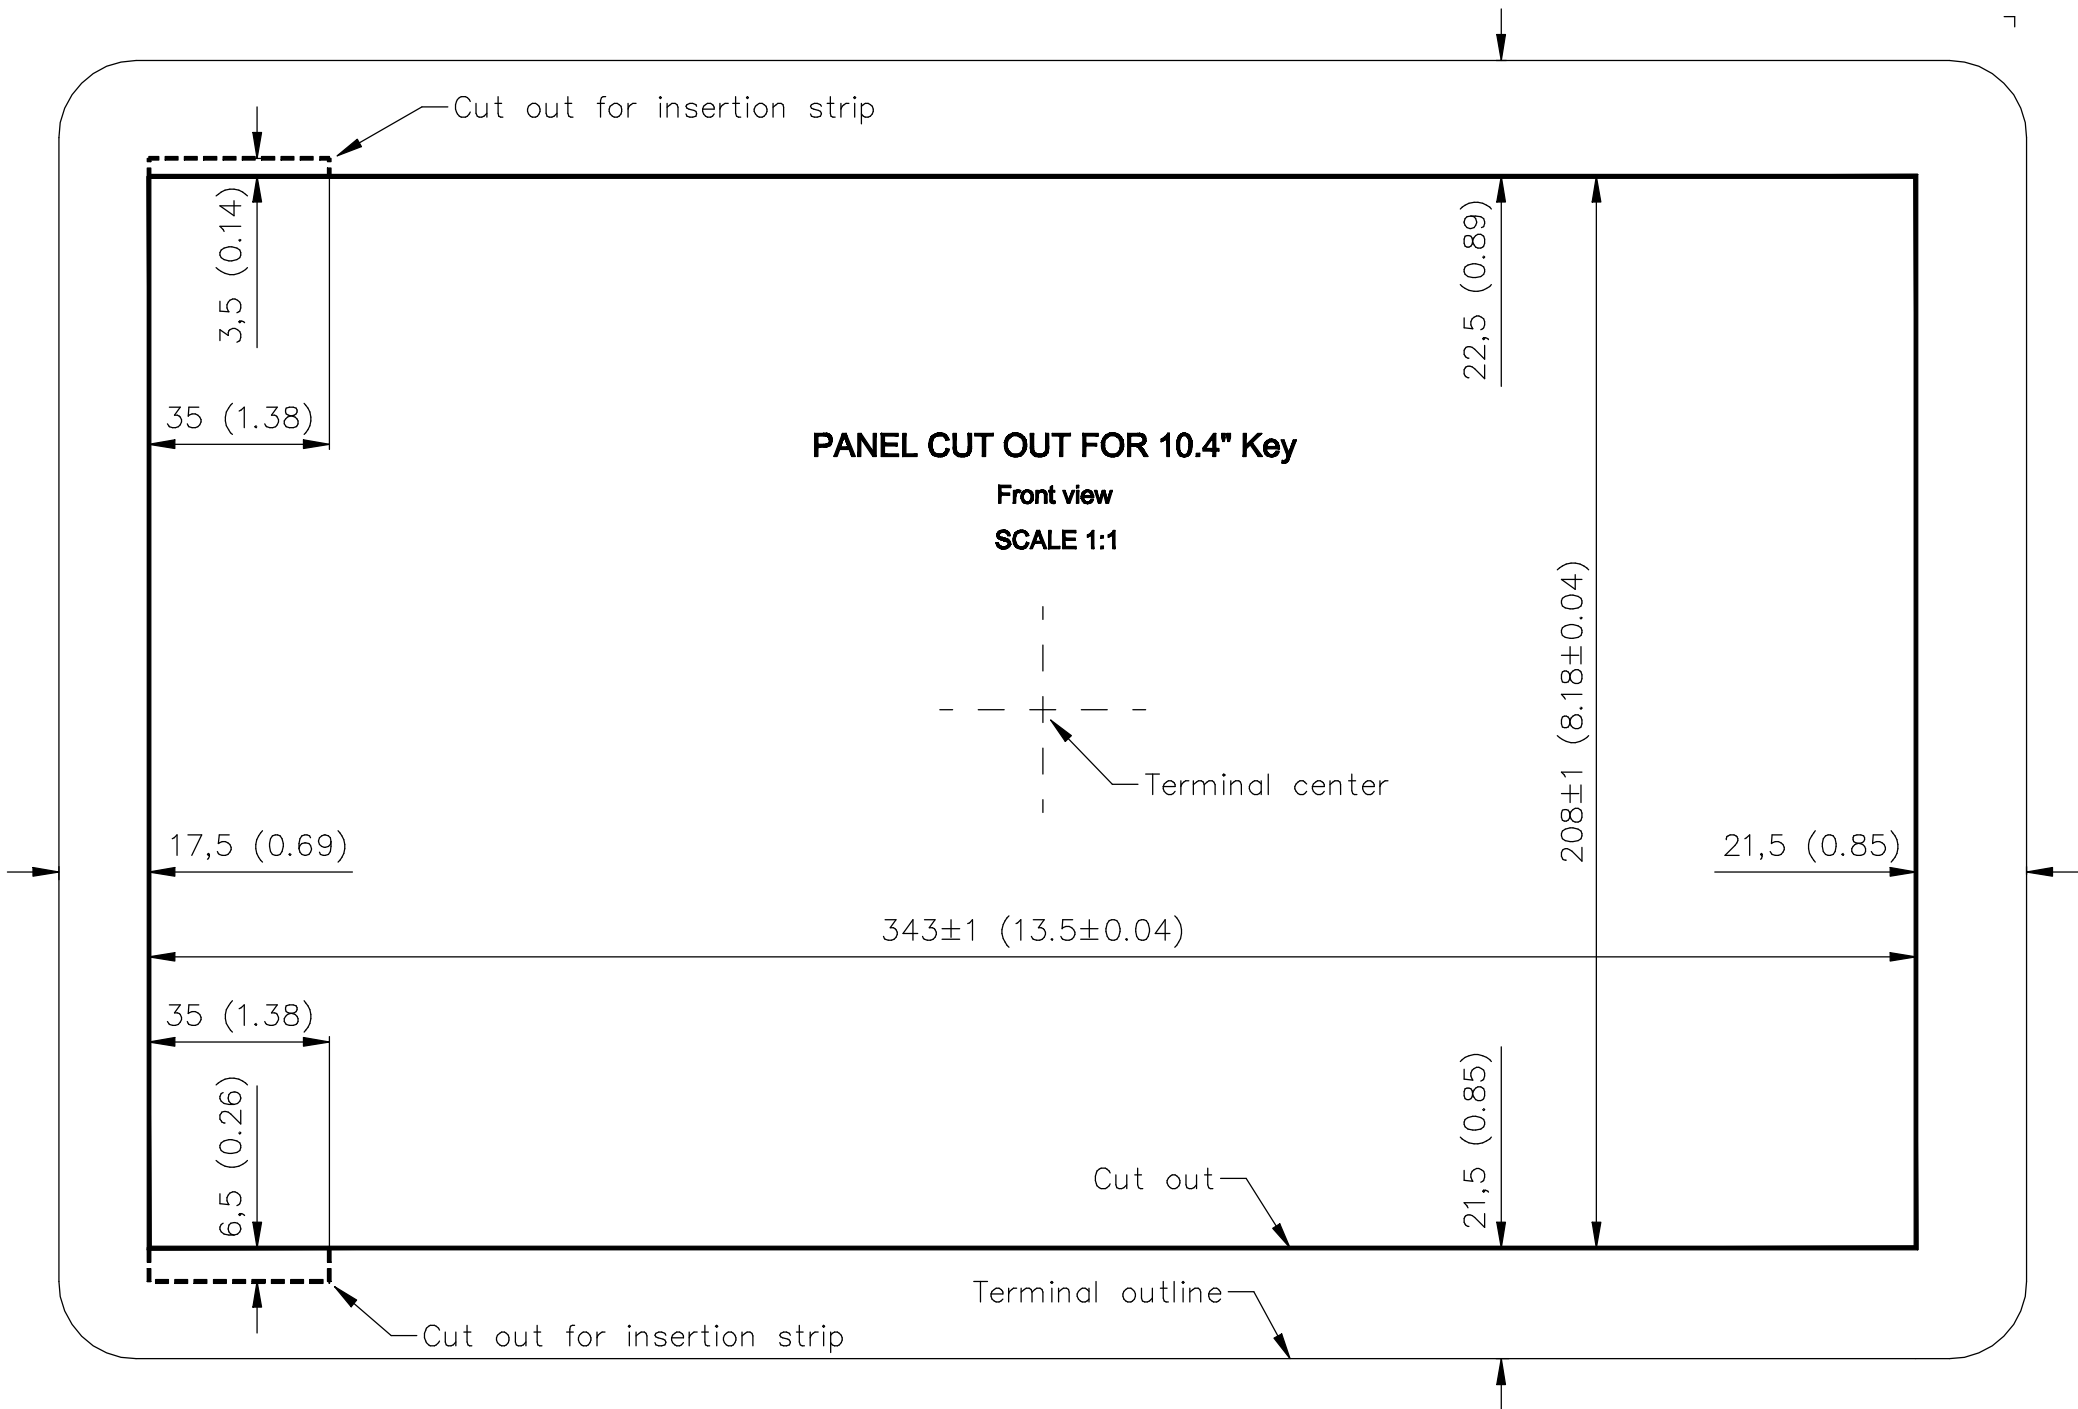 Cut out for insertion strip
3,5 (0.14)
22,5 (0.89)
35 (1.38)
PANEL CUT OUT FOR 10.4" Key
Front view
SCALE 1:1
208±1 (8.18±0.04)
Terminal center
17,5 (0.69)
21,5 (0.85)
343±1 (13.5±0.04)
35 (1.38)
6,5 (0.26)
21,5 (0.85)
Cut out
Terminal outline
Cut out for insertion strip